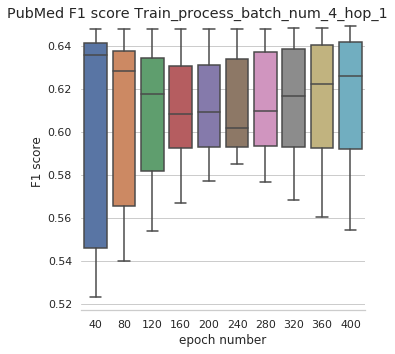 PubMed F1 score Train_process_batch_num_4_hop_1
0.64
0.62
0.60
0.58
0.56
0.54
0.52
F1 score
40 80 120 160 200 240 280 320 360 400
epoch number